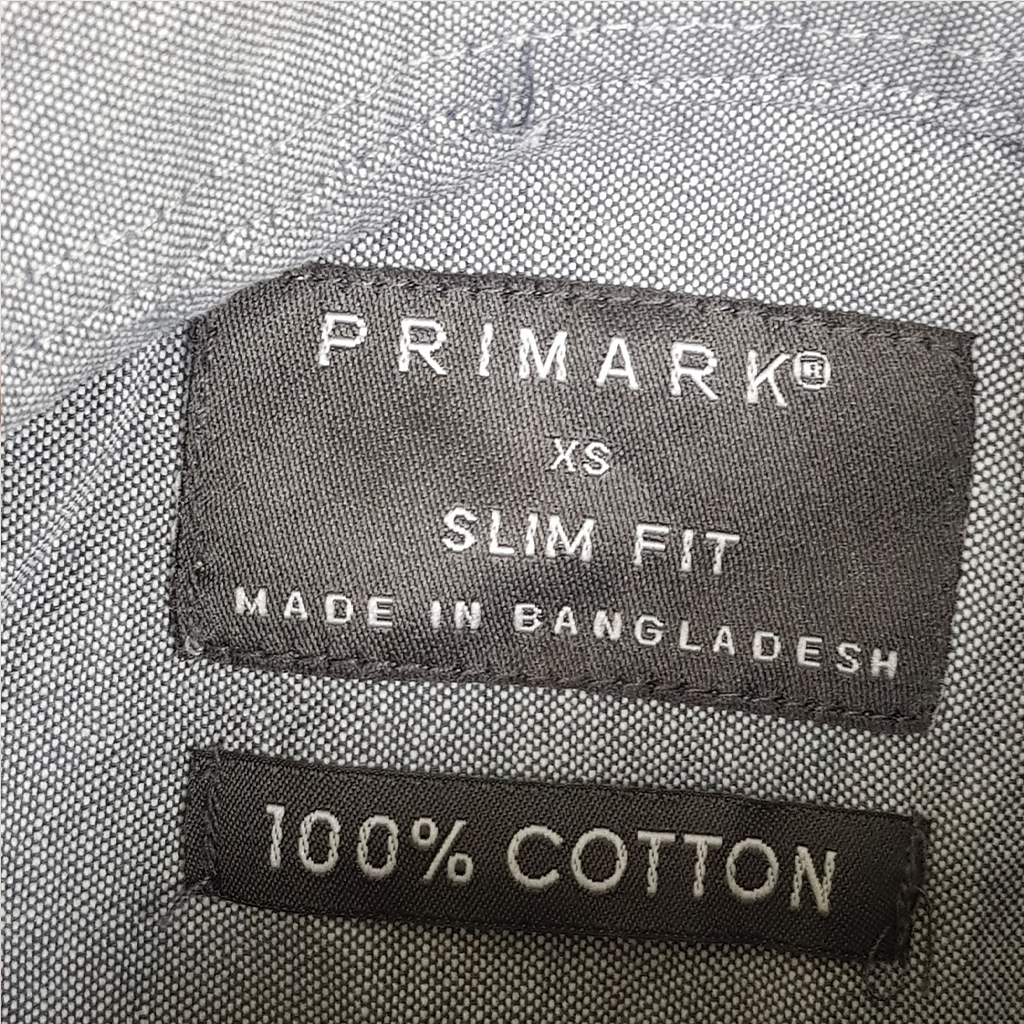 PRIMARK®
XS
SLIM FIT
MADE IN BANGLADESH
100% COTTON